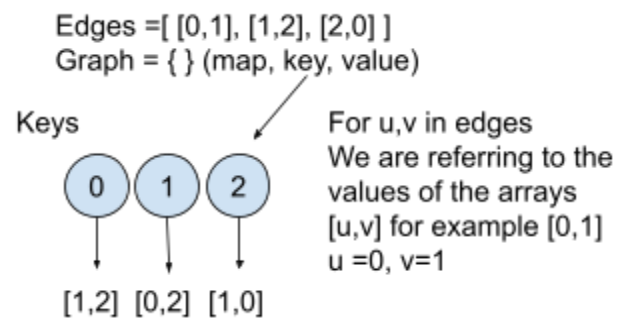 Edges =[ [0,1], [1,2], [2,0] ]
Graph = { } (map, key, value)
Keys
0 1 2
[1,2] [0,2] [1,0]
For u,v in edges
We are referring to the
values of the arrays
[u,v] for example [0,1]
u =0, v=1